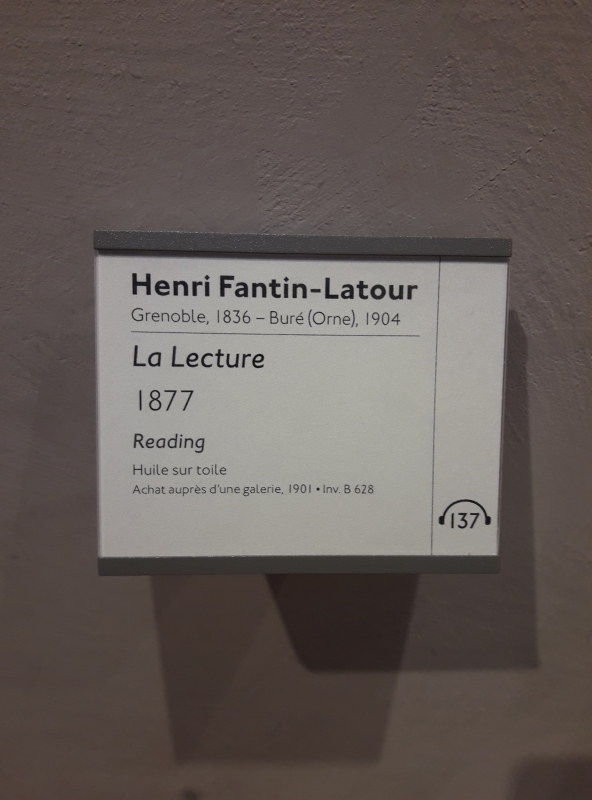 Henri Fantin-Latour
Grenoble, 1836 – Buré (Orne), 1904
La Lecture
1877
Reading
Huile sur toile
Achat auprès d'une galerie, 1901 • Inv. B 628
137